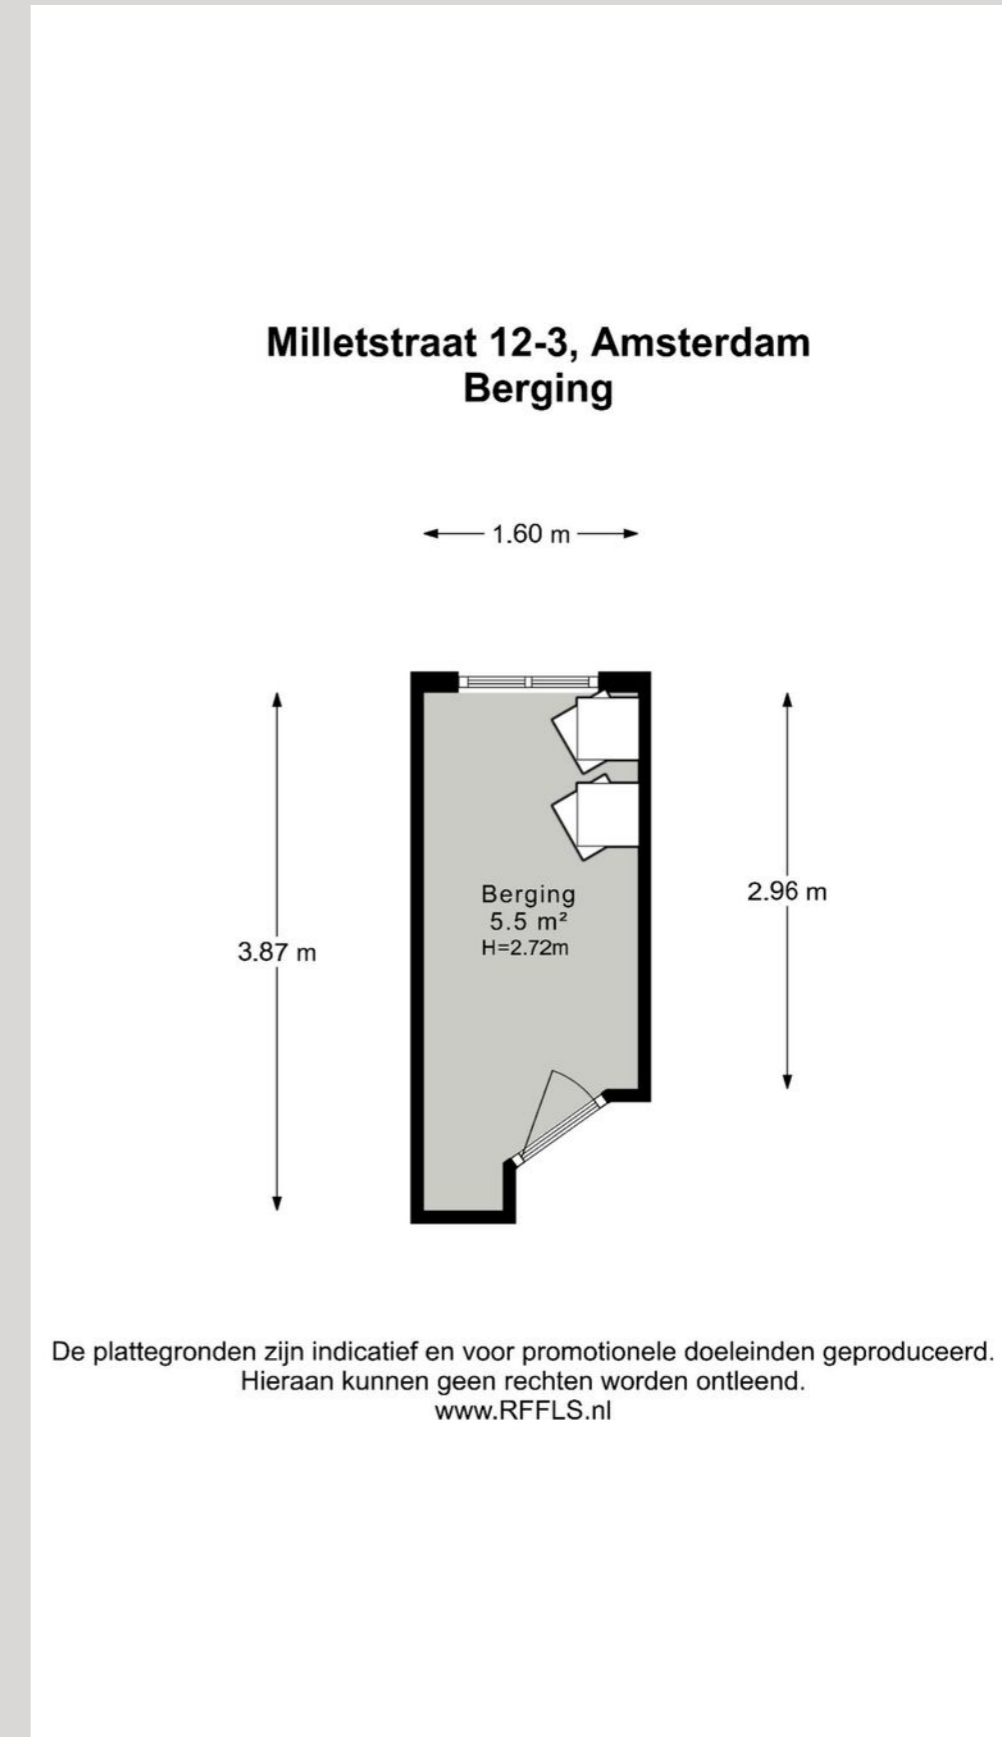 Milletstraat 12-3, Amsterdam
Berging
1.60 m
Berging
5.5 m²
H=2.72m
2.96 m
3.87 m
De plattegronden zijn indicatief en voor promotionele doeleinden geproduceerd.
Hieraan kunnen geen rechten worden ontleend.
www.RFFLS.nl